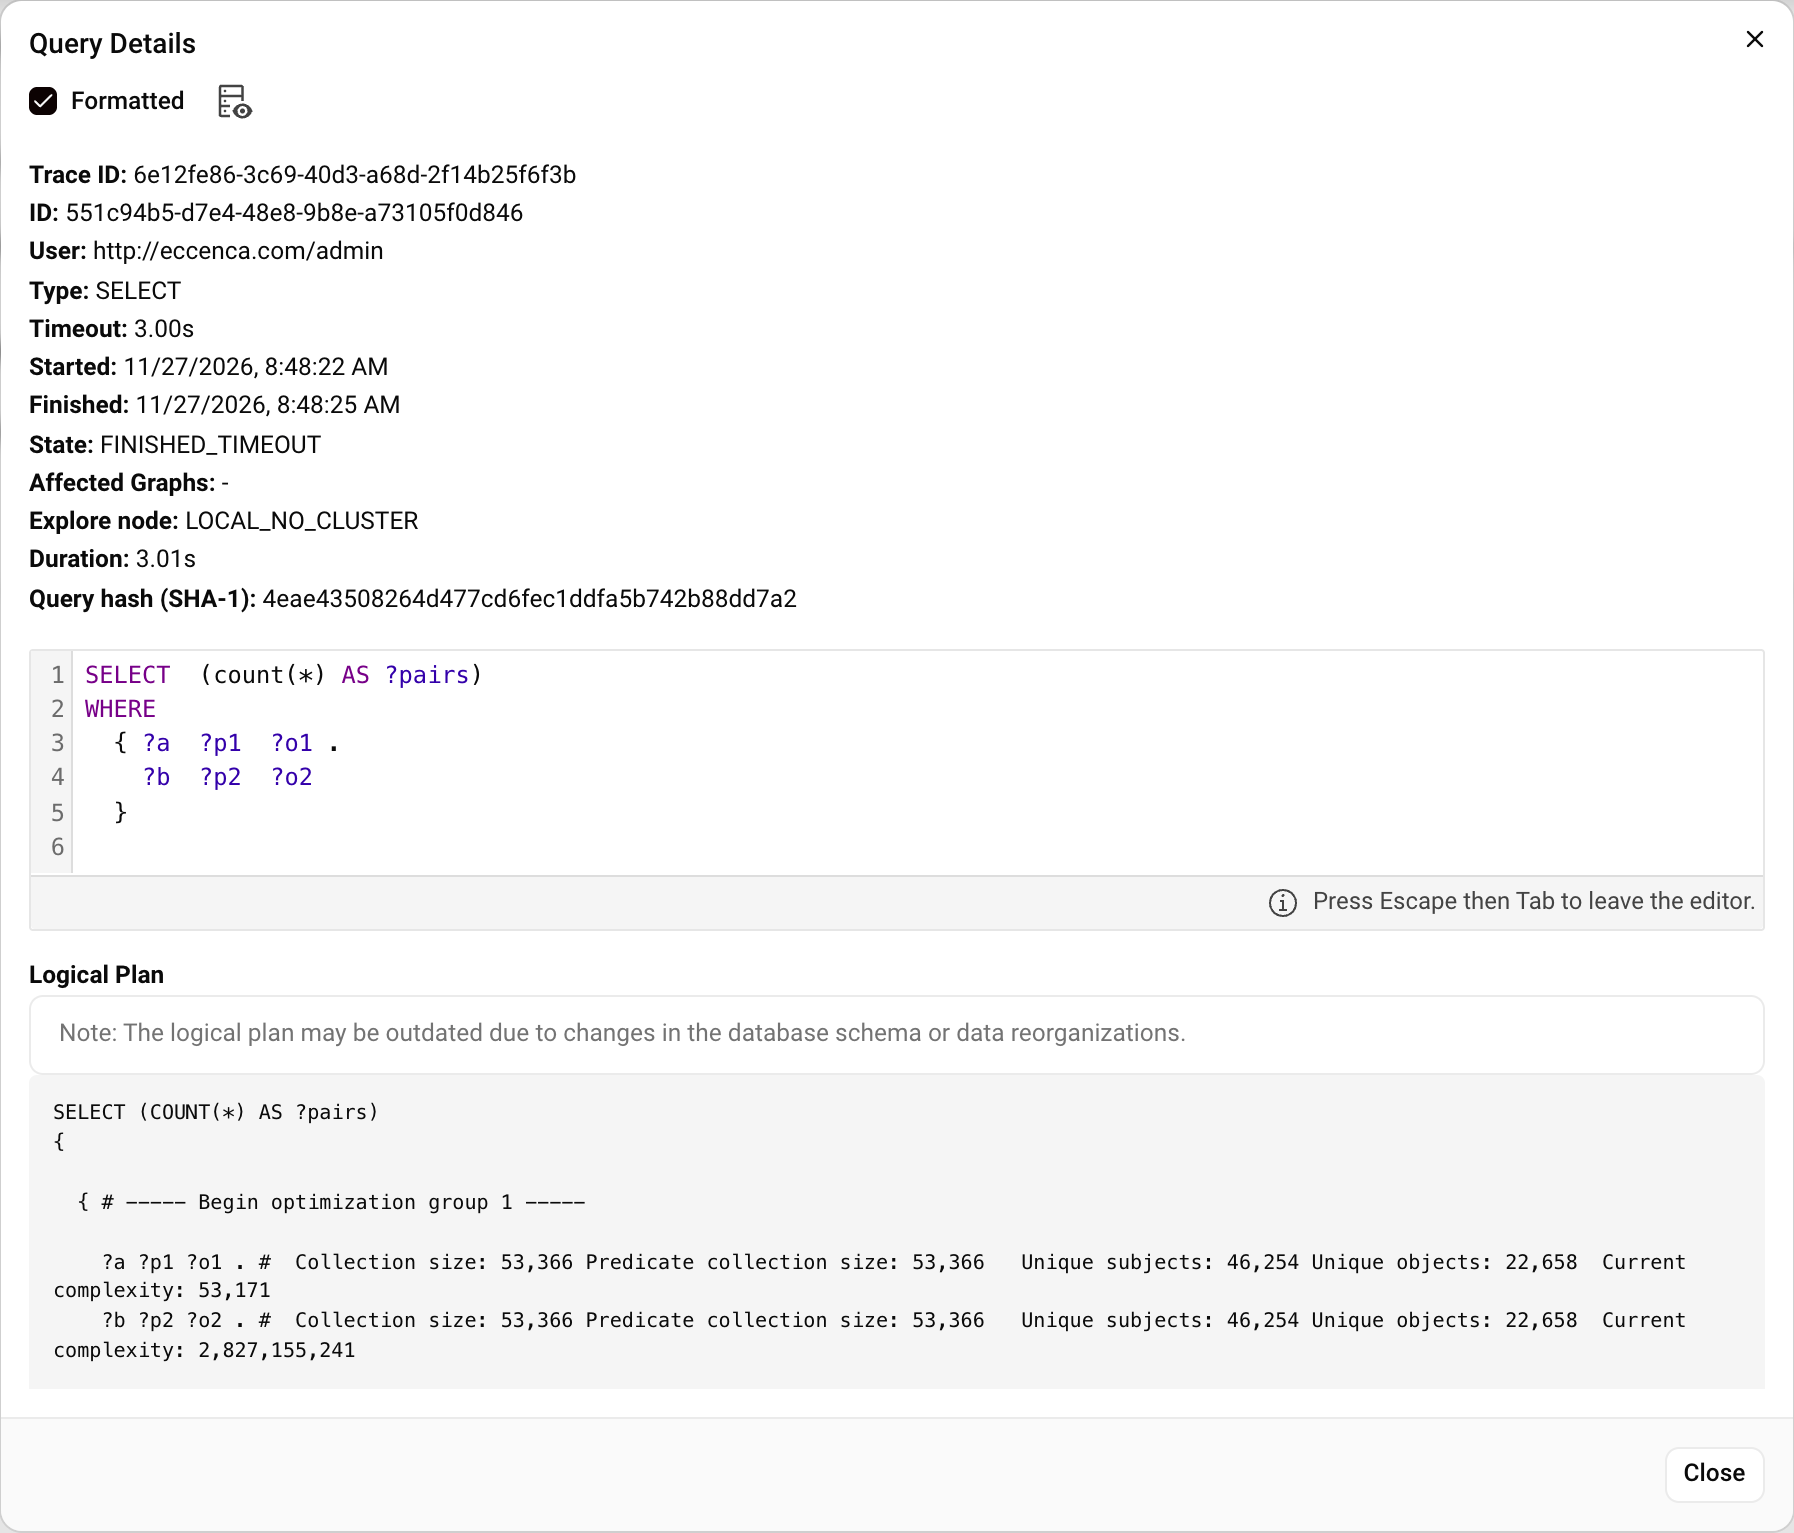 Query Details
Formatted
Trace ID: 6e12fe86-3c69-40d3-a68d-2f14b25f6f3b
ID: 551c94b5-d7e4-48e8-9b8e-a73105f0d846
User: http://eccenca.com/admin
Type: SELECT
Timeout: 3.00s
Started: 11/27/2026, 8:48:22 AM
Finished: 11/27/2026, 8:48:25 AM
State: FINISHED_TIMEOUT
Affected Graphs: -
Explore node: LOCAL_NO_CLUSTER
Duration: 3.01s
Query hash (SHA-1): 4eae43508264d477cd6fec1ddfa5b742b88dd7a2
1 SELECT  (count(*) AS ?pairs)
2 WHERE
3   { ?a  ?p1  ?o1 .
4     ?b  ?p2  ?o2
5   }
6
Press Escape then Tab to leave the editor.
Logical Plan
Note: The logical plan may be outdated due to changes in the database schema or data reorganizations.
SELECT (COUNT(*) AS ?pairs)
{
  { # ----- Begin optimization group 1 -----
    ?a ?p1 ?o1 . #  Collection size: 53,366 Predicate collection size: 53,366   Unique subjects: 46,254 Unique objects: 22,658  Current
complexity: 53,171
    ?b ?p2 ?o2 . #  Collection size: 53,366 Predicate collection size: 53,366   Unique subjects: 46,254 Unique objects: 22,658  Current
complexity: 2,827,155,241
Close